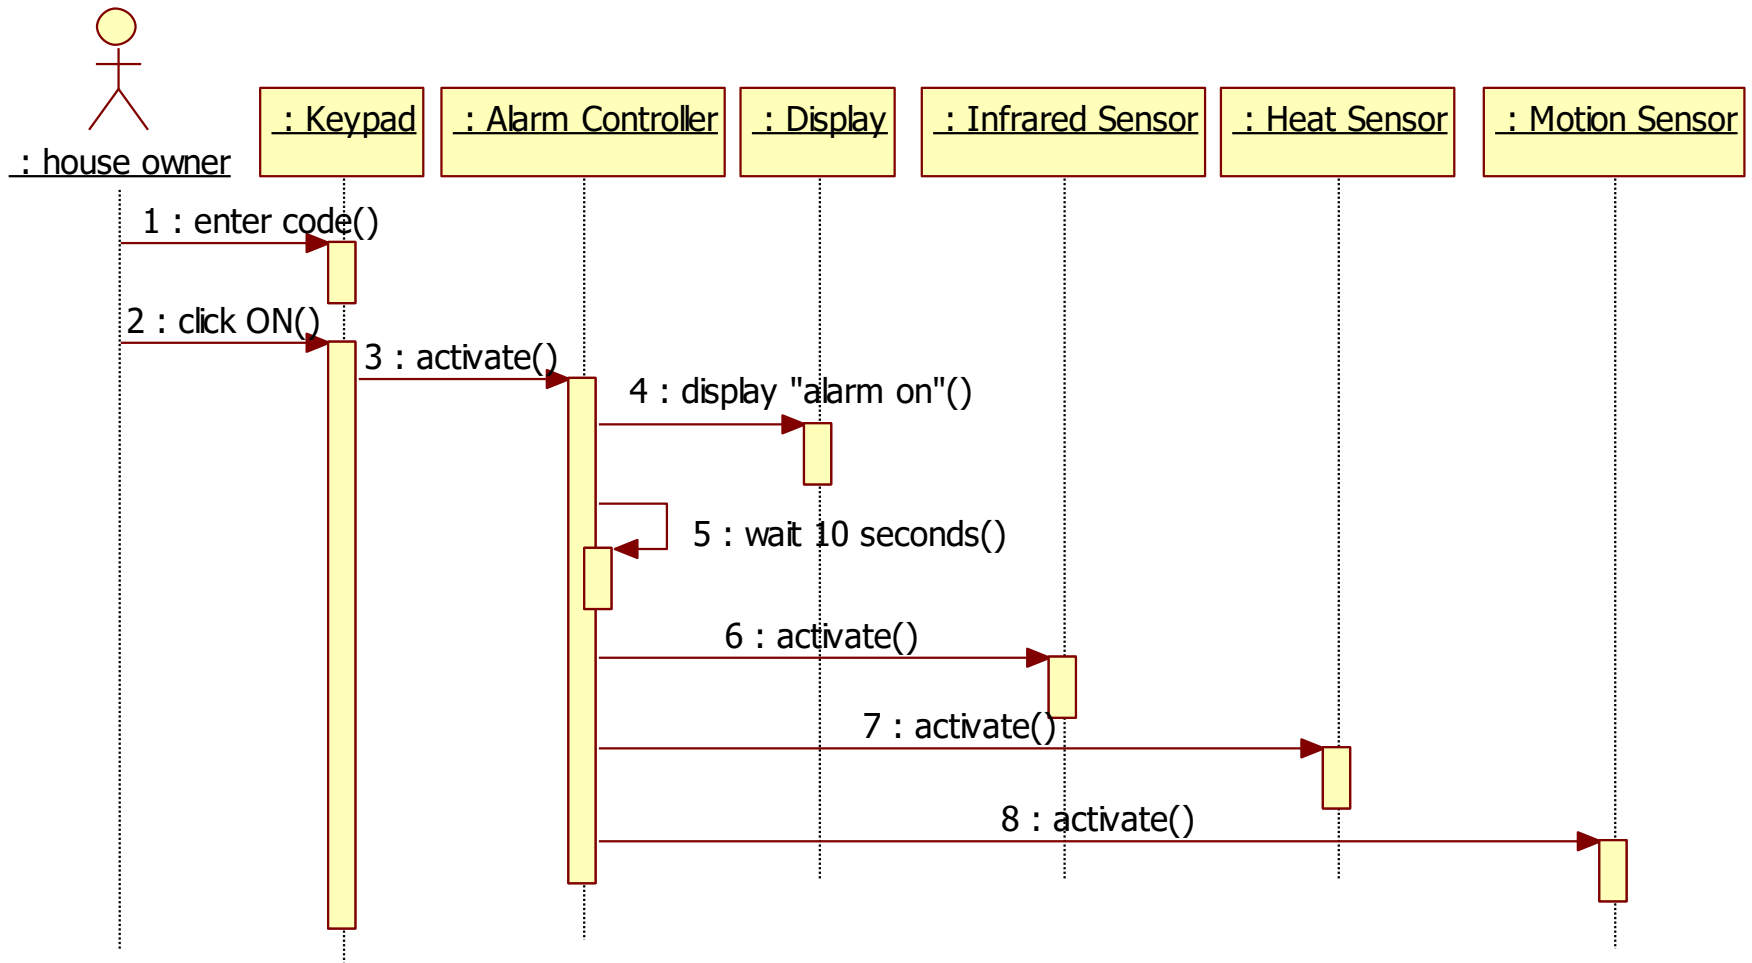 : house owner
: Keypad
: Alarm Controller
: Display
: Infrared Sensor
: Heat Sensor
: Motion Sensor
1 : enter code()
2 : click ON()
3 : activate()
4 : display "alarm on"()
5 : wait 10 seconds()
6 : activate()
7 : activate()
8 : activate()